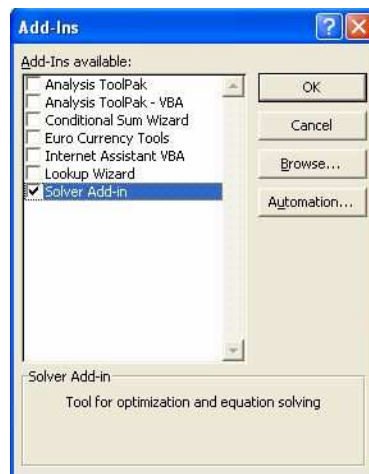 Add-Ins
Add-Ins available:
Analysis ToolPak
Analysis ToolPak - VBA
Conditional Sum Wizard
Euro Currency Tools
Internet Assistant VBA
Lookup Wizard
Solver Add-in
OK
Cancel
Browse...
Automation...
Solver Add-in
Tool for optimization and equation solving